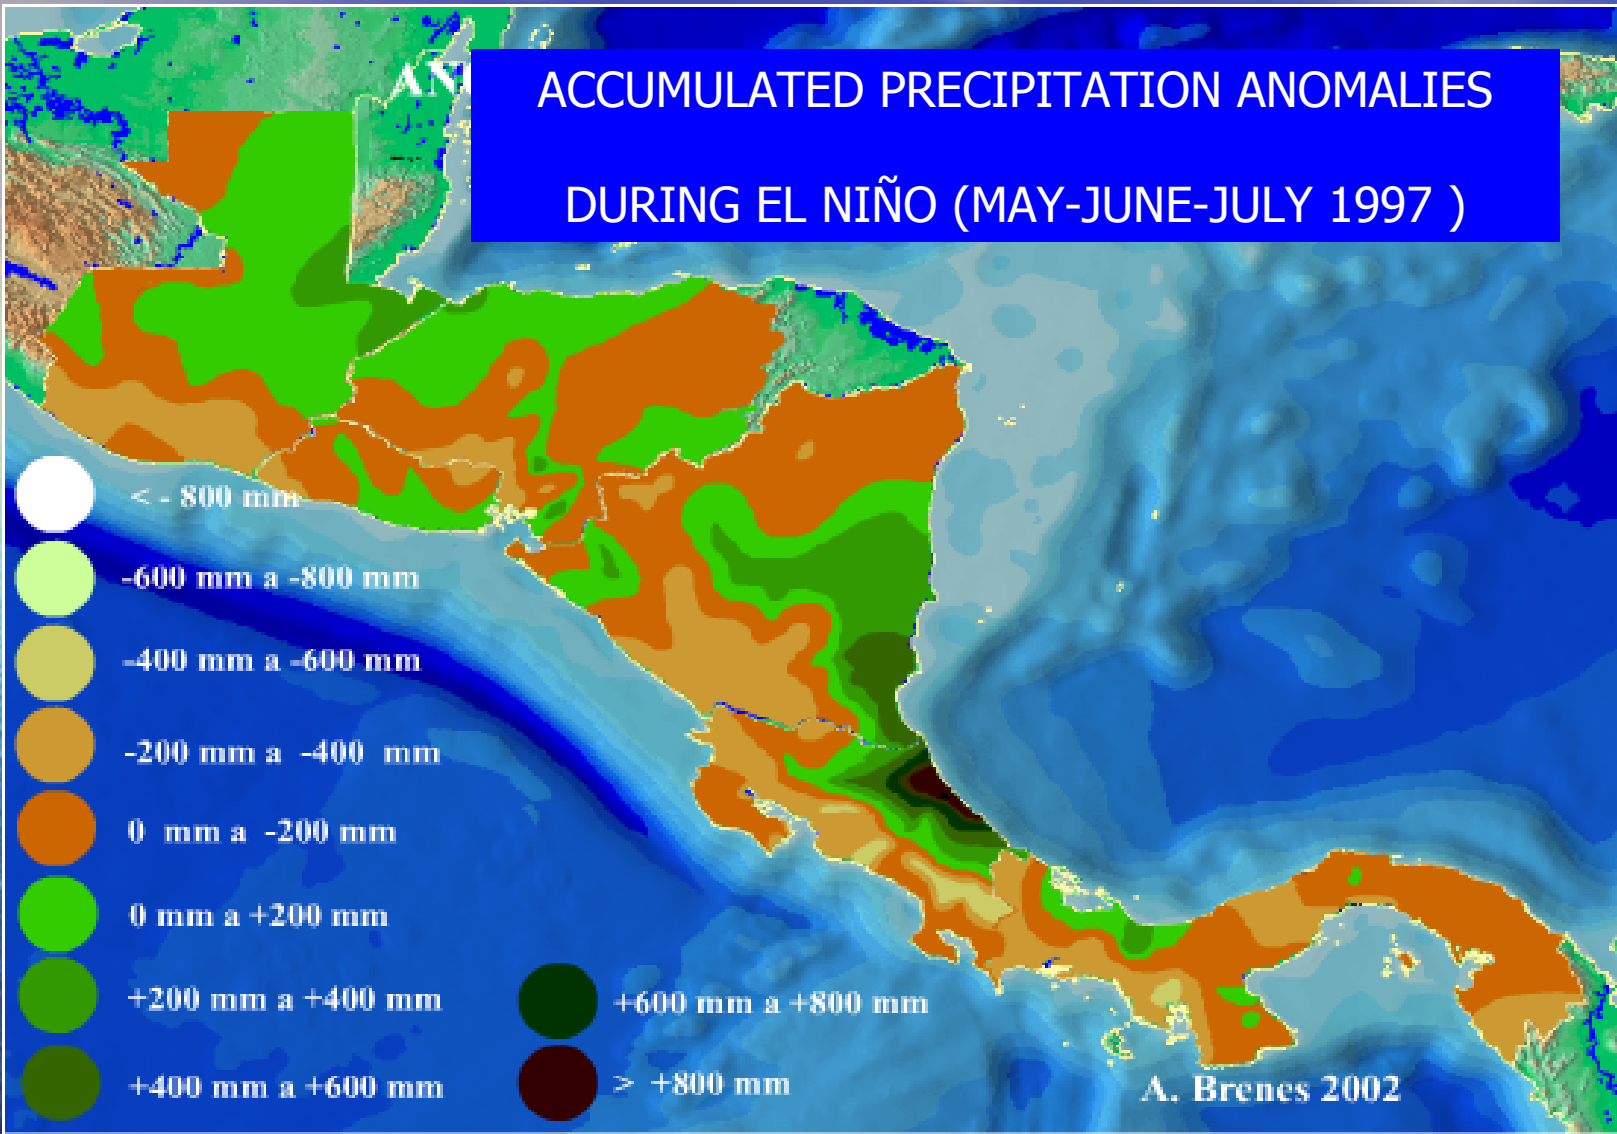 AN
ACCUMULATED PRECIPITATION ANOMALIES
DURING EL NIÑO (MAY-JUNE-JULY 1997 )
< - 800 mm
-600 mm a -800 mm
-400 mm a -600 mm
-200 mm a -400 mm
0 mm a -200 mm
0 mm a +200 mm
+200 mm a +400 mm
+400 mm a +600 mm
+600 mm a +800 mm
> +800 mm
A. Brenes 2002